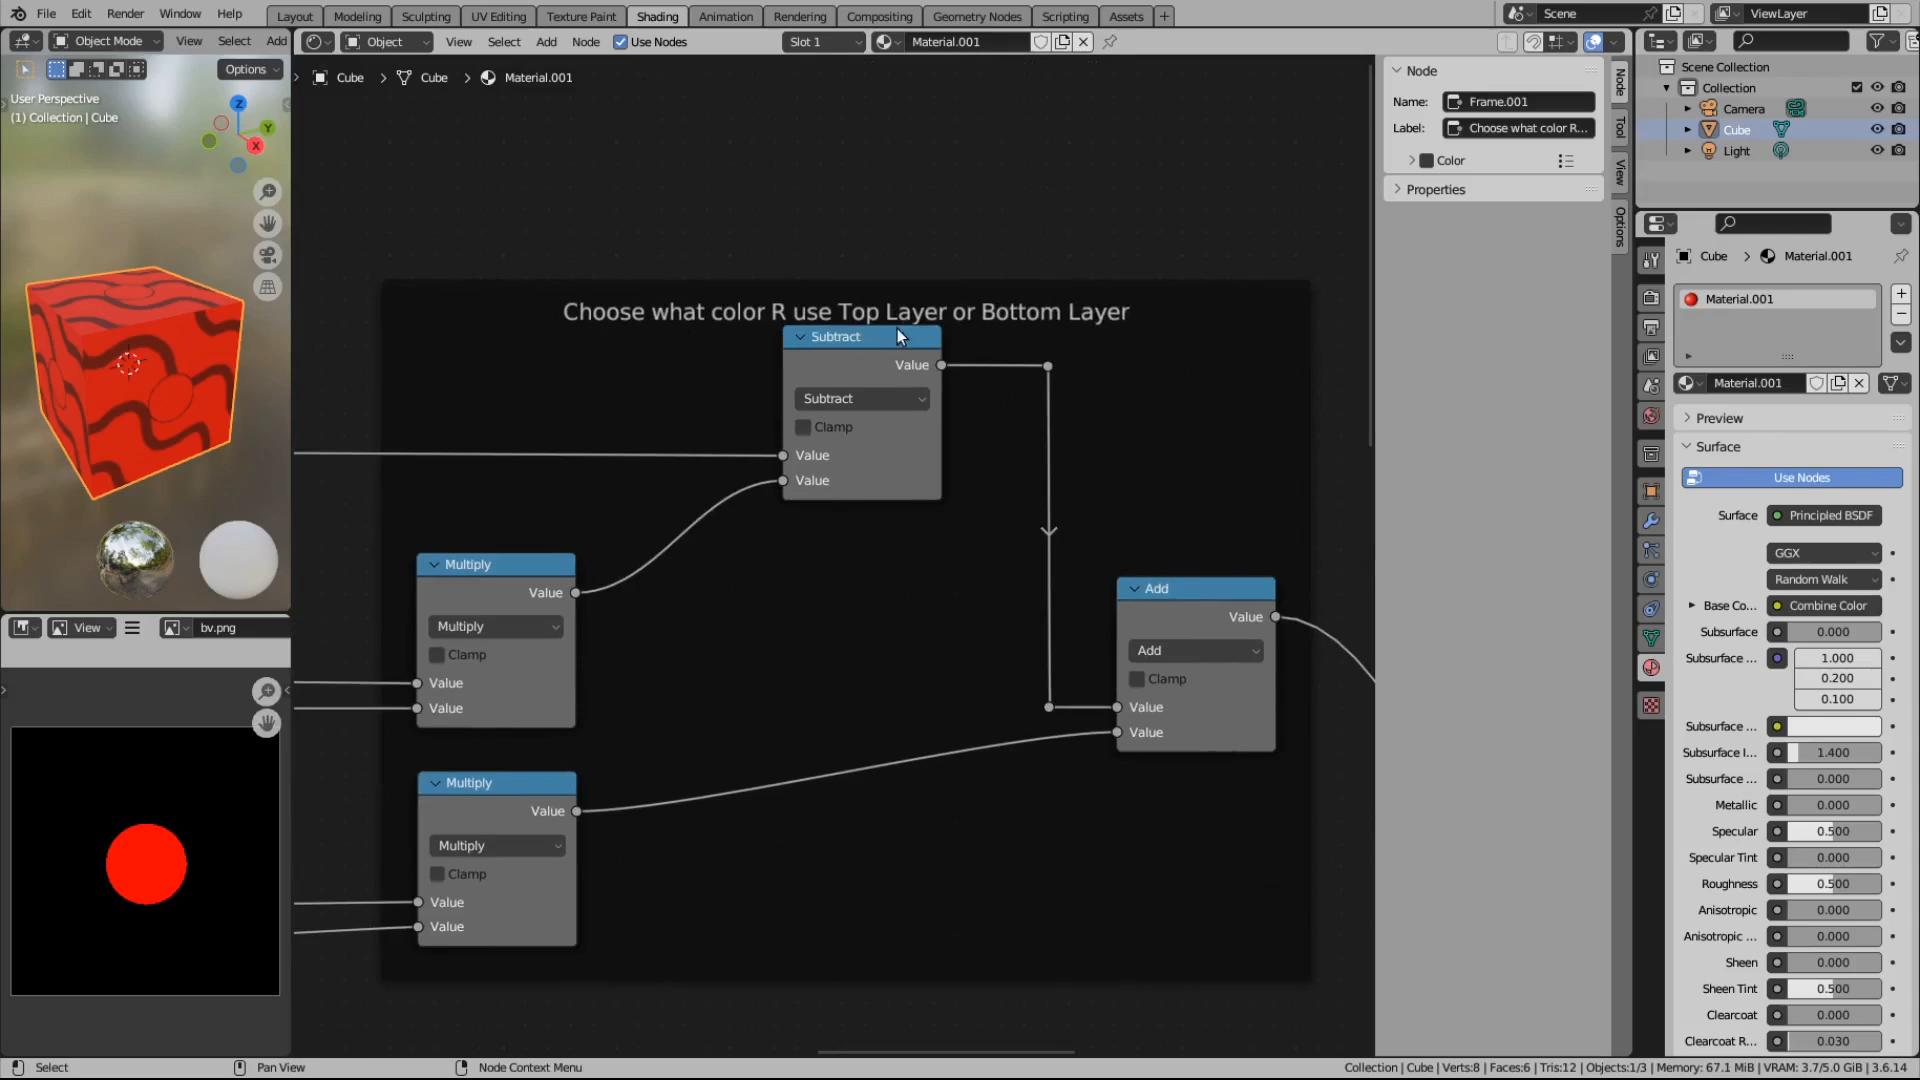 File Edit Render Window Help Layout Modeling Sculpting UV Editing Texture Paint Shading Animation Rendering Compositing Geometry Nodes Scripting Assets + Scene ViewLayer
Object Mode View Select Add Object View Select Add Node Use Nodes Slot 1 Material.001
Options
Cube > Cube > Material.001
User Perspective
(1) Collection | Cube
Z
Y
X
Choose what color R use Top Layer or Bottom Layer
Subtract
Value
Subtract
Clamp
Value
Value
Multiply
Value
Multiply
Clamp
Value
Value
Add
Value
Add
Clamp
Value
Value
Multiply
Value
Multiply
Clamp
Value
Value
View bv.png
Node
Name: Frame.001
Label: Choose what color R...
Color
Properties
Node
Tool
View
Options
Scene Collection
Collection
Camera
Cube
Light
Cube > Material.001
Material.001
Material.001
Preview
Surface
Use Nodes
Surface Principled BSDF
GGX
Random Walk
Base Co... Combine Color
Subsurface 0.000
Subsurface ... 1.000
0.200
0.100
Subsurface ...
Subsurface I... 1.400
Subsurface ... 0.000
Metallic 0.000
Specular 0.500
Specular Tint 0.000
Roughness 0.500
Anisotropic 0.000
Anisotropic ... 0.000
Sheen 0.000
Sheen Tint 0.500
Clearcoat 0.000
Clearcoat R... 0.030
Select Pan View Node Context Menu Collection | Cube | Verts:8 | Faces:6 | Tris:12 | Objects:1/3 | Memory: 67.1 MiB | VRAM: 3.7/5.0 GiB | 3.6.14